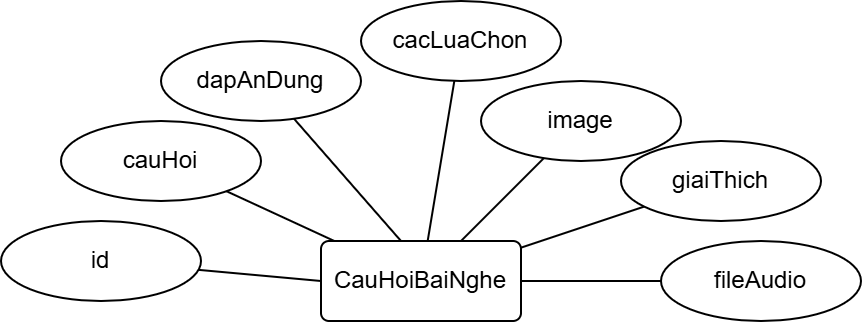 cacLuaChon
dapAnDung
image
cauHoi
giaiThich
id
CauHoiBaiNghe
fileAudio